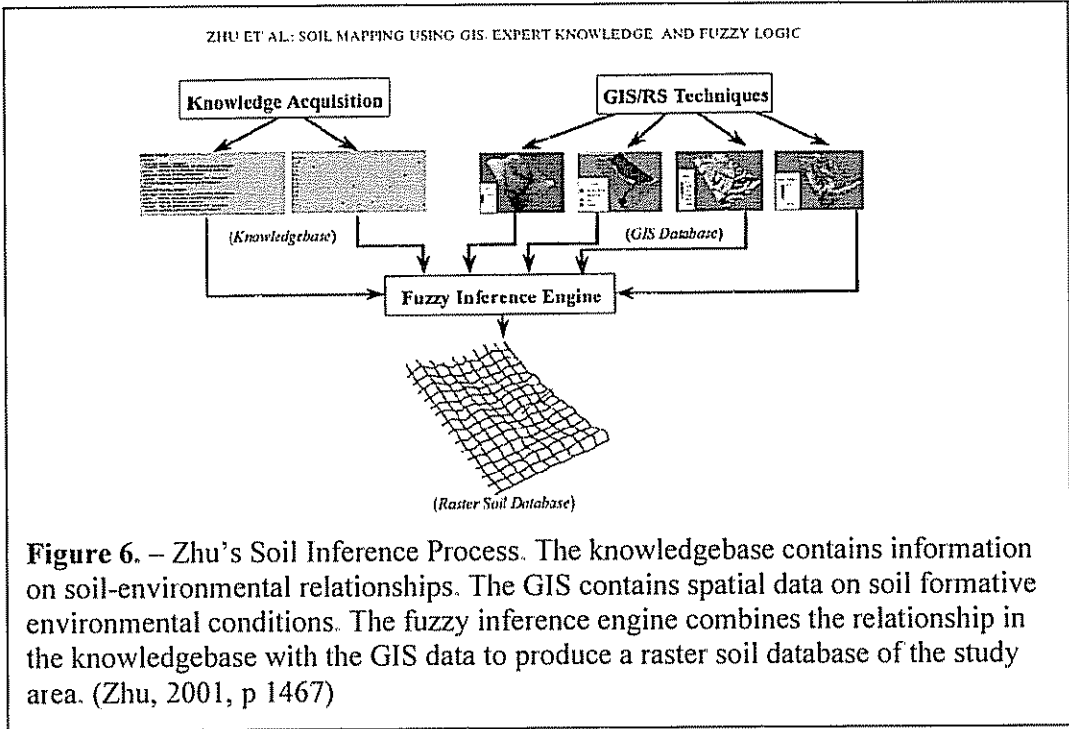 ZHU ET AL.: SOIL MAPPING USING GIS, EXPERT KNOWLEDGE AND FUZZY LOGIC
Knowledge Acquisition
GIS/RS Techniques
(Knowledgebase)
(GIS Database)
Fuzzy Inference Engine
(Raster Soil Database)
Figure 6. – Zhu's Soil Inference Process. The knowledgebase contains information
on soil-environmental relationships. The GIS contains spatial data on soil formative
environmental conditions. The fuzzy inference engine combines the relationship in
the knowledgebase with the GIS data to produce a raster soil database of the study
area. (Zhu, 2001, p 1467)